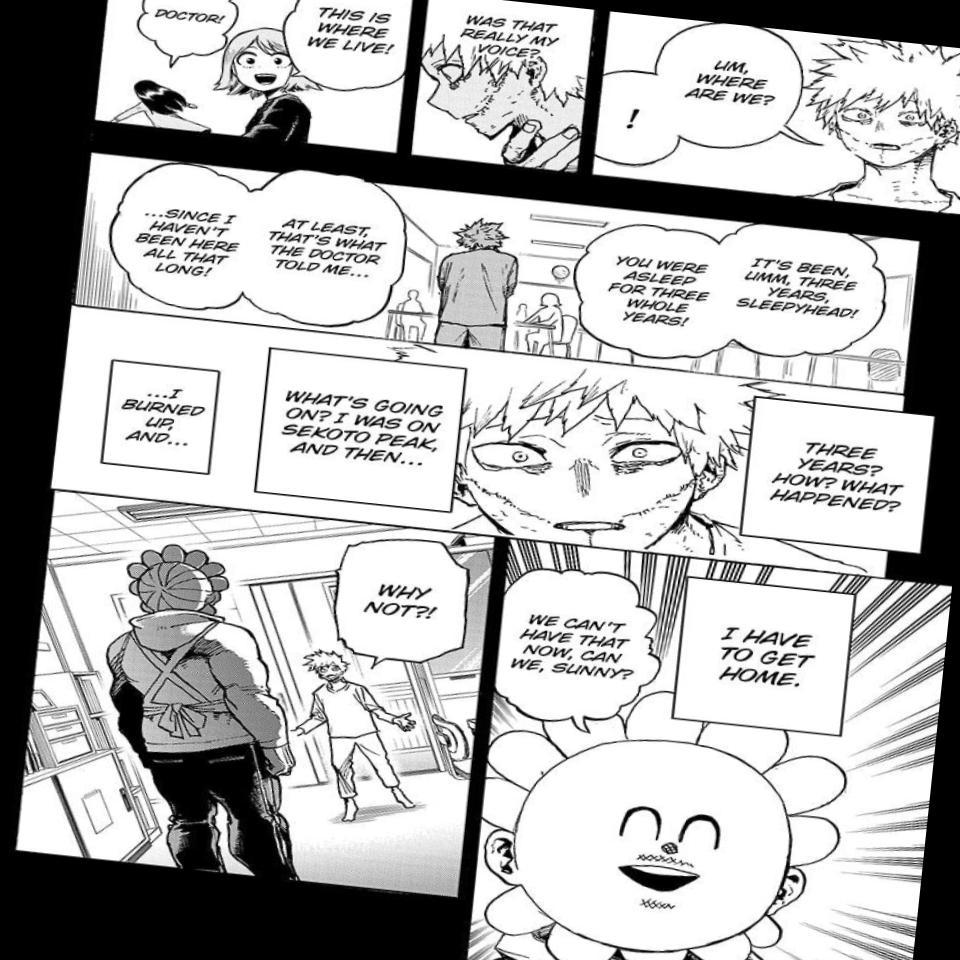 UM,
WHERE
ARE WE?
!
WAS THAT
REALLY MY
VOICE?
THIS IS
WHERE
WE LIVE!
DOCTOR!
IT'S BEEN,
UMM, THREE
YEARS,
SLEEPYHEAD!
YOU WERE
ASLEEP
FOR THREE
WHOLE
YEARS!
AT LEAST,
THAT'S WHAT
THE DOCTOR
TOLD ME...
...SINCE I
HAVEN'T
BEEN HERE
ALL THAT
LONG!
THREE
YEARS?
HOW? WHAT
HAPPENED?
WHAT'S GOING
ON? I WAS ON
SEKOTO PEAK,
AND THEN...
...I
BURNED
UP,
AND...
I HAVE
TO GET
HOME.
WE CAN'T
HAVE THAT
NOW, CAN
WE, SUNNY?
WHY
NOT?!